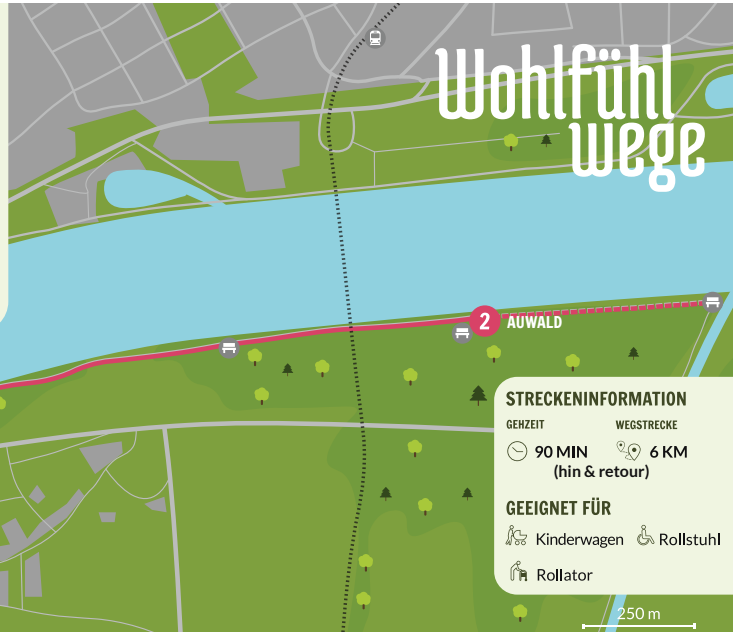 Wohlfühl
wege
2 AUWALD
STRECKENINFORMATION
GEHZEIT WEGSTRECKE
90 MIN 6 KM
(hin & retour)
GEEIGNET FÜR
Kinderwagen Rollstuhl
Rollator
250 m